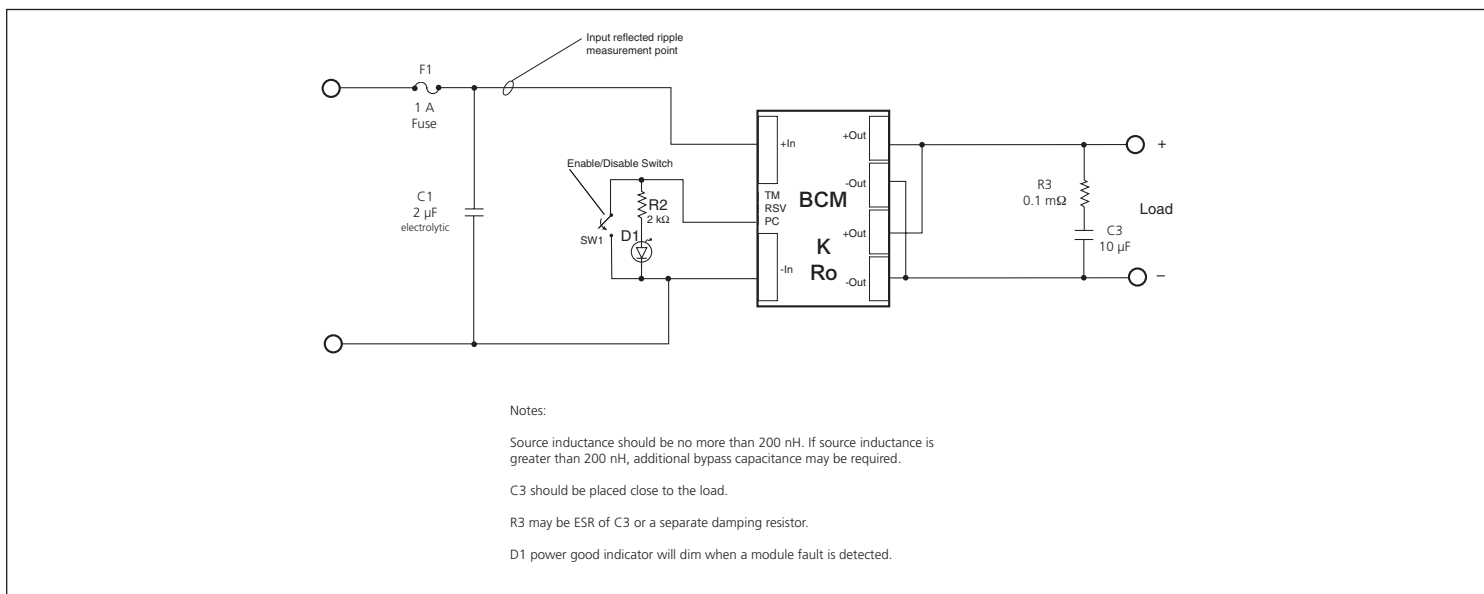 Input reflected ripple
measurement point
F1
1 A
Fuse
C1
2 µF
electrolytic
Enable/Disable Switch
SW1
R2
2 kΩ
D1
+In
TM
RSV
PC
-In
BCM
K
Ro
+Out
-Out
+Out
-Out
R3
0.1 mΩ
C3
10 µF
+
Load
–
Notes:
Source inductance should be no more than 200 nH. If source inductance is
greater than 200 nH, additional bypass capacitance may be required.
C3 should be placed close to the load.
R3 may be ESR of C3 or a separate damping resistor.
D1 power good indicator will dim when a module fault is detected.